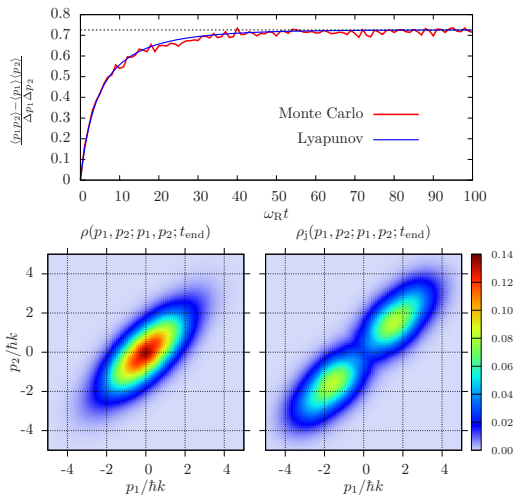 0.8
0.7
0.6
0.5
0.4
0.3
0.2
0.1
0
⟨p₁p₂⟩−⟨p₁⟩⟨p₂⟩
Δp₁Δp₂
Monte Carlo
Lyapunov
0 10 20 30 40 50 60 70 80 90 100
ω_R t
ρ(p₁, p₂; p₁, p₂; t_end) ρ_j(p₁, p₂; p₁, p₂; t_end)
4
2
0
-2
-4
p₂/ħk
-4 -2 0 2 4
p₁/ħk
-4 -2 0 2 4
p₁/ħk
0.14
0.12
0.10
0.08
0.06
0.04
0.02
0.00